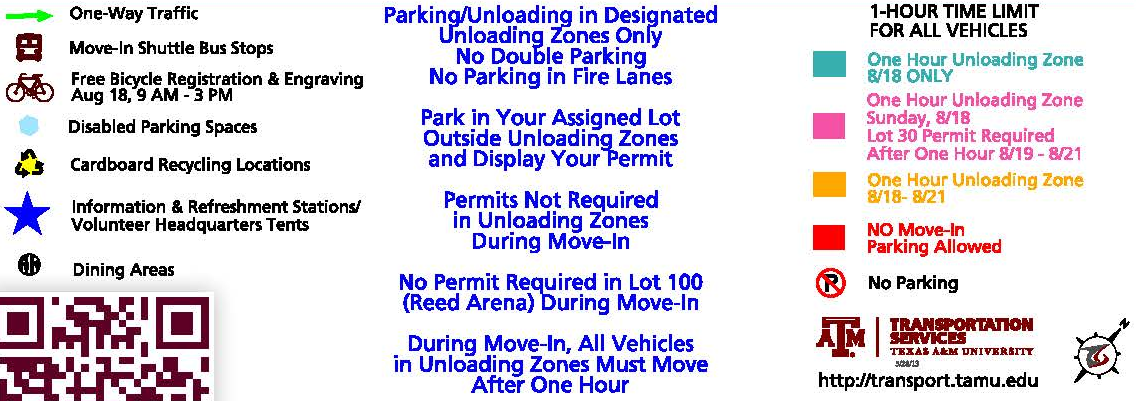 One-Way Traffic
Move-In Shuttle Bus Stops
Free Bicycle Registration & Engraving
Aug 18, 9 AM - 3 PM
Disabled Parking Spaces
Cardboard Recycling Locations
Information & Refreshment Stations/
Volunteer Headquarters Tents
Dining Areas
Parking/Unloading in Designated
Unloading Zones Only
No Double Parking
No Parking in Fire Lanes
Park in Your Assigned Lot
Outside Unloading Zones
and Display Your Permit
Permits Not Required
in Unloading Zones
During Move-In
No Permit Required in Lot 100
(Reed Arena) During Move-In
During Move-In, All Vehicles
in Unloading Zones Must Move
After One Hour
1-HOUR TIME LIMIT
FOR ALL VEHICLES
One Hour Unloading Zone
8/18 ONLY
One Hour Unloading Zone
Sunday, 8/18
Lot 30 Permit Required
After One Hour 8/19 - 8/21
One Hour Unloading Zone
8/18- 8/21
NO Move-In
Parking Allowed
P
No Parking
ATM
TRANSPORTATION
SERVICES
TEXAS A&M UNIVERSITY
http://transport.tamu.edu
N